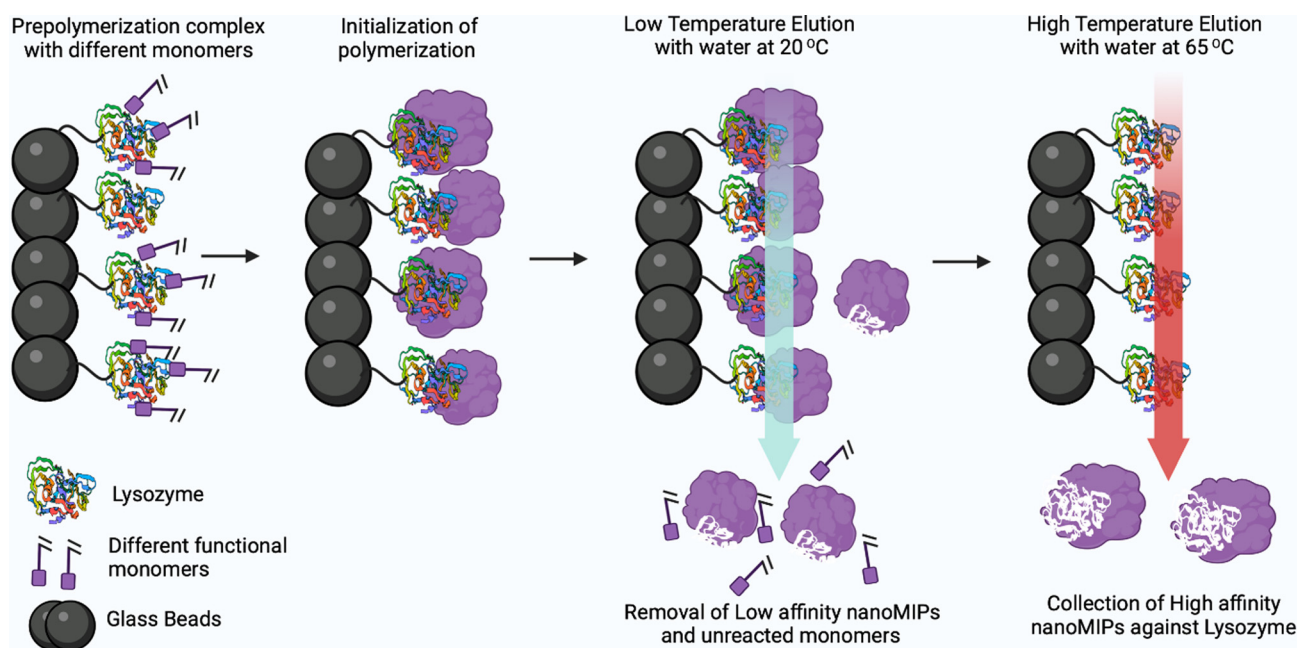 Prepolymerization complex
with different monomers
Initialization of
polymerization
Low Temperature Elution
with water at 20 ºC
High Temperature Elution
with water at 65 ºC
Lysozyme
Different functional
monomers
Glass Beads
Removal of Low affinity nanoMIPs
and unreacted monomers
Collection of High affinity
nanoMIPs against Lysozyme